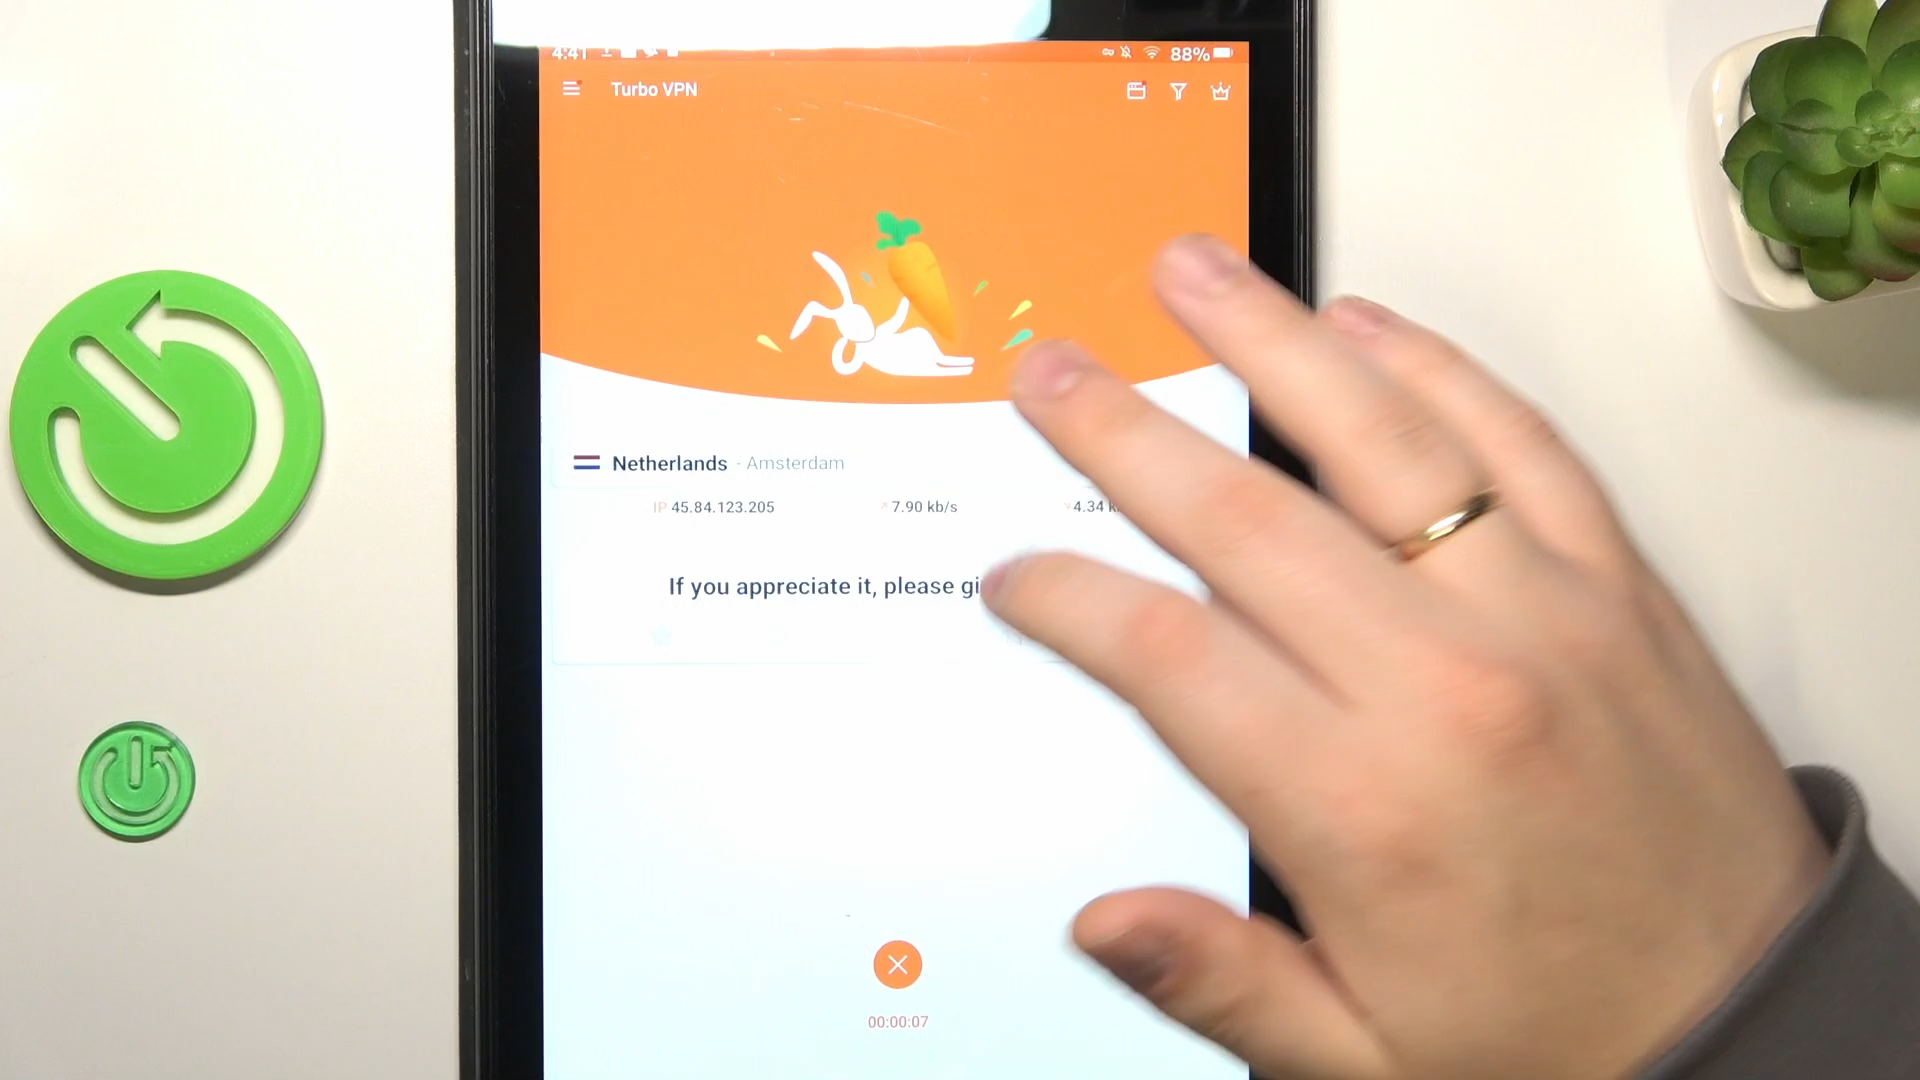 4:41 88%
Turbo VPN
Netherlands - Amsterdam
IP 45.84.123.205 7.90 kb/s 4.34
If you appreciate it, please
00:00:07